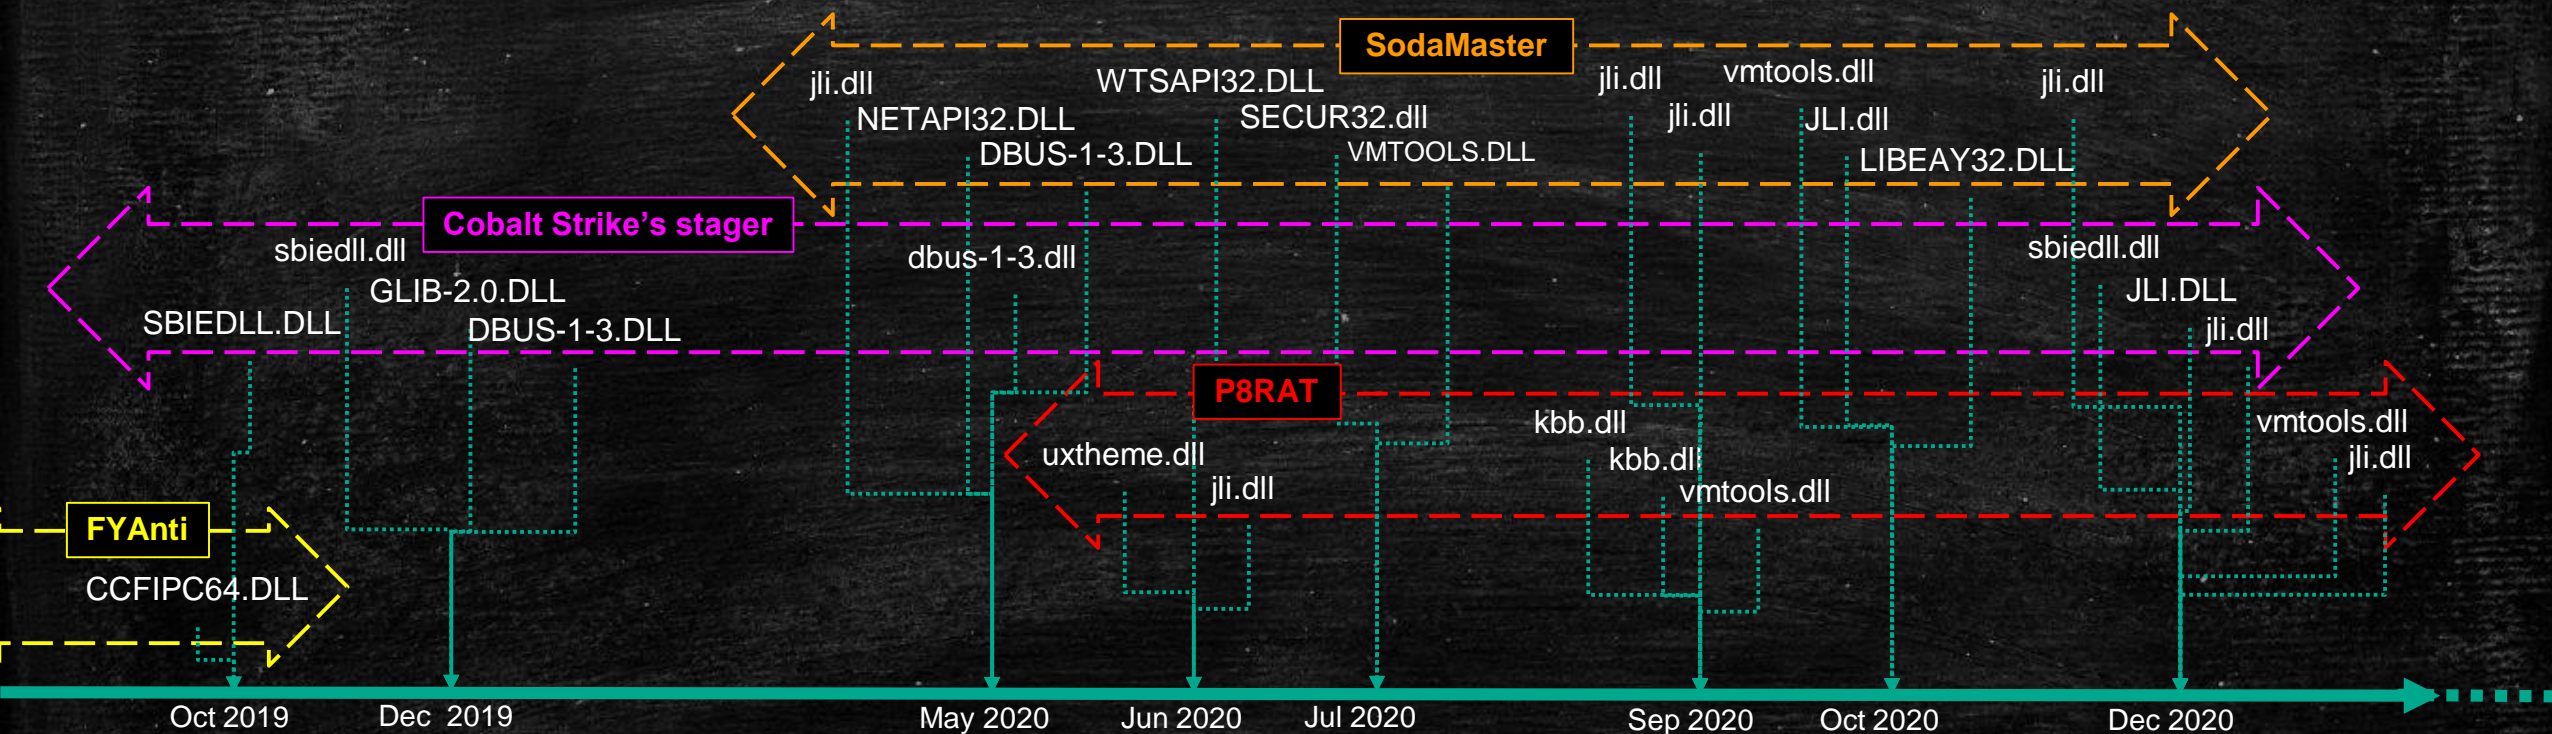 SodaMaster
jli.dll
NETAPI32.DLL
DBUS-1-3.DLL
WTSAPI32.DLL
SECUR32.dll
VMTOOLS.DLL
jli.dll
jli.dll
vmtools.dll
JLI.dll
LIBEAY32.DLL
jli.dll
Cobalt Strike's stager
SBIEDLL.DLL
sbiedll.dll
GLIB-2.0.DLL
DBUS-1-3.DLL
dbus-1-3.dll
sbiedll.dll
JLI.DLL
jli.dll
P8RAT
uxtheme.dll
jli.dll
kbb.dll
kbb.dll
vmtools.dll
vmtools.dll
jli.dll
FYAnti
CCFIPC64.DLL
Oct 2019
Dec 2019
May 2020
Jun 2020
Jul 2020
Sep 2020
Oct 2020
Dec 2020